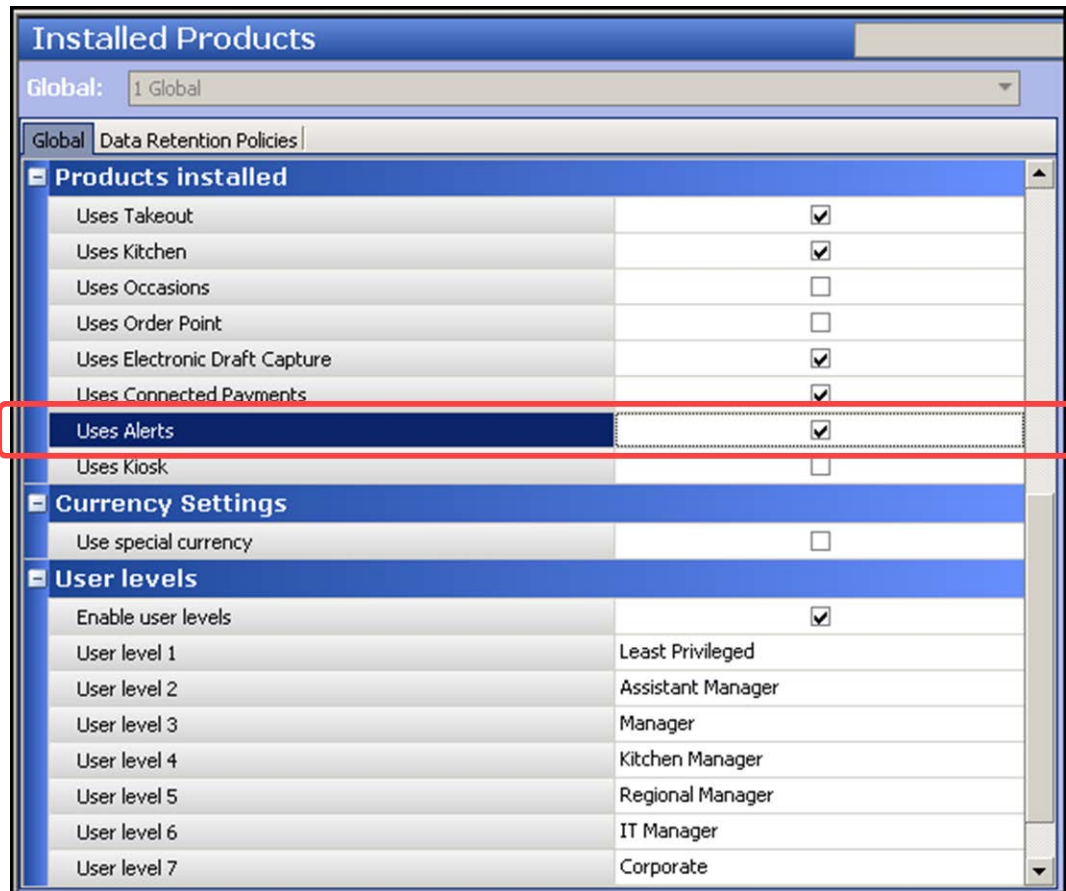 Installed Products
Global: 1 Global
Global Data Retention Policies
Products installed
Uses Takeout
Uses Kitchen
Uses Occasions
Uses Order Point
Uses Electronic Draft Capture
Uses Connected Payments
Uses Alerts
Uses Kiosk
Currency Settings
Use special currency
User levels
Enable user levels
User level 1 Least Privileged
User level 2 Assistant Manager
User level 3 Manager
User level 4 Kitchen Manager
User level 5 Regional Manager
User level 6 IT Manager
User level 7 Corporate